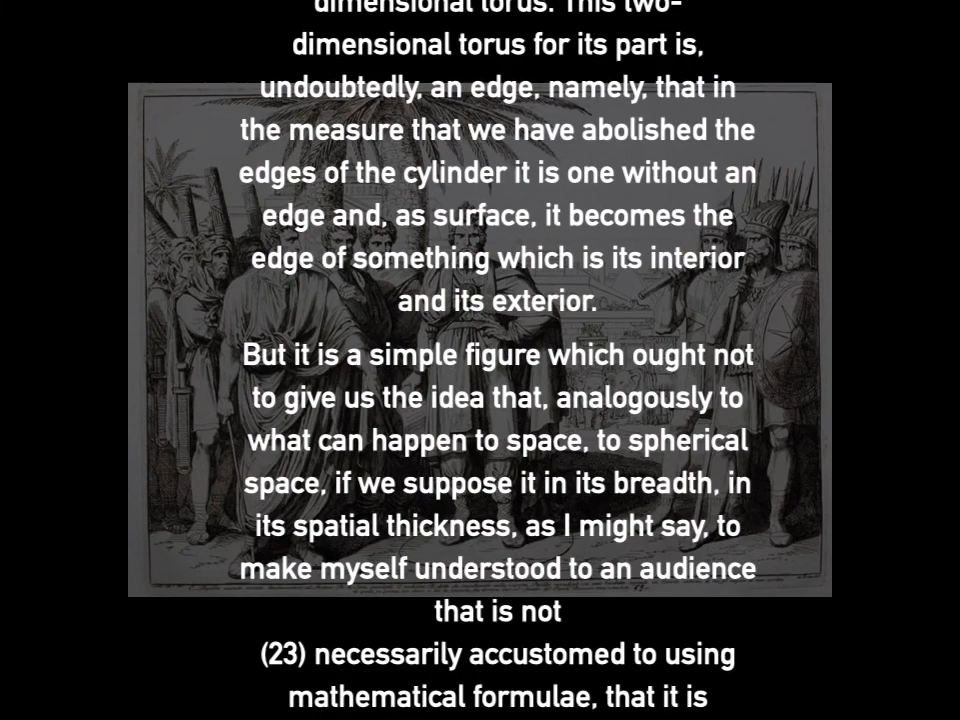 dimensional torus. This two-
dimensional torus for its part is,
undoubtedly, an edge, namely, that in
the measure that we have abolished the
edges of the cylinder it is one without an
edge and, as surface, it becomes the
edge of something which is its interior
and its exterior.
But it is a simple figure which ought not
to give us the idea that, analogously to
what can happen to space, to spherical
space, if we suppose it in its breadth, in
its spatial thickness, as I might say, to
make myself understood to an audience
that is not
(23) necessarily accustomed to using
mathematical formulae, that it is